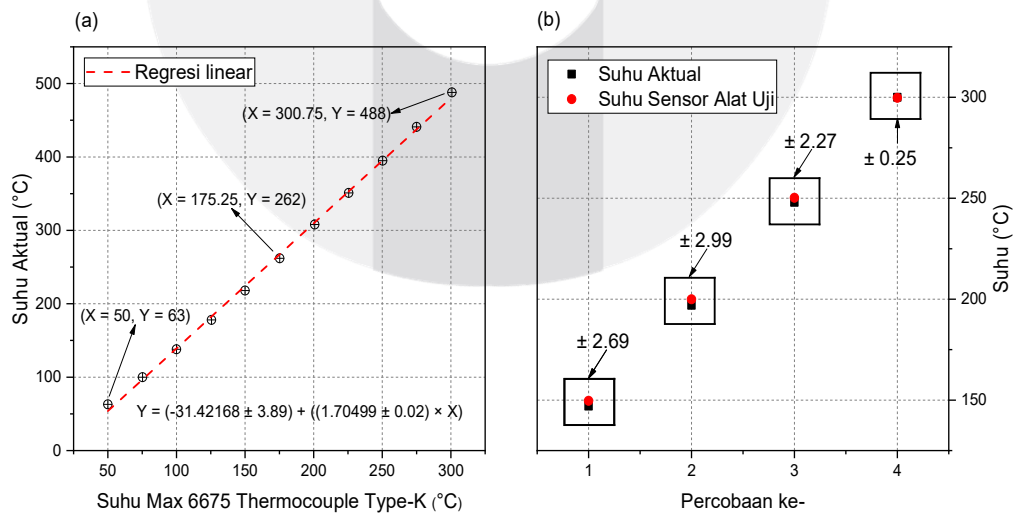 (a)
Suhu Aktual (°C)
500
400
300
200
100
0
Regresi linear
(X = 300.75, Y = 488)
(X = 175.25, Y = 262)
(X = 50, Y = 63)
Y = (-31.42168 ± 3.89) + ((1.70499 ± 0.02) × X)
50 100 150 200 250 300
Suhu Max 6675 Thermocouple Type-K (°C)
(b)
Suhu Aktual
Suhu Sensor Alat Uji
± 2.27
± 0.25
± 2.99
± 2.69
300
250
200
150
Suhu (°C)
1 2 3 4
Percobaan ke-